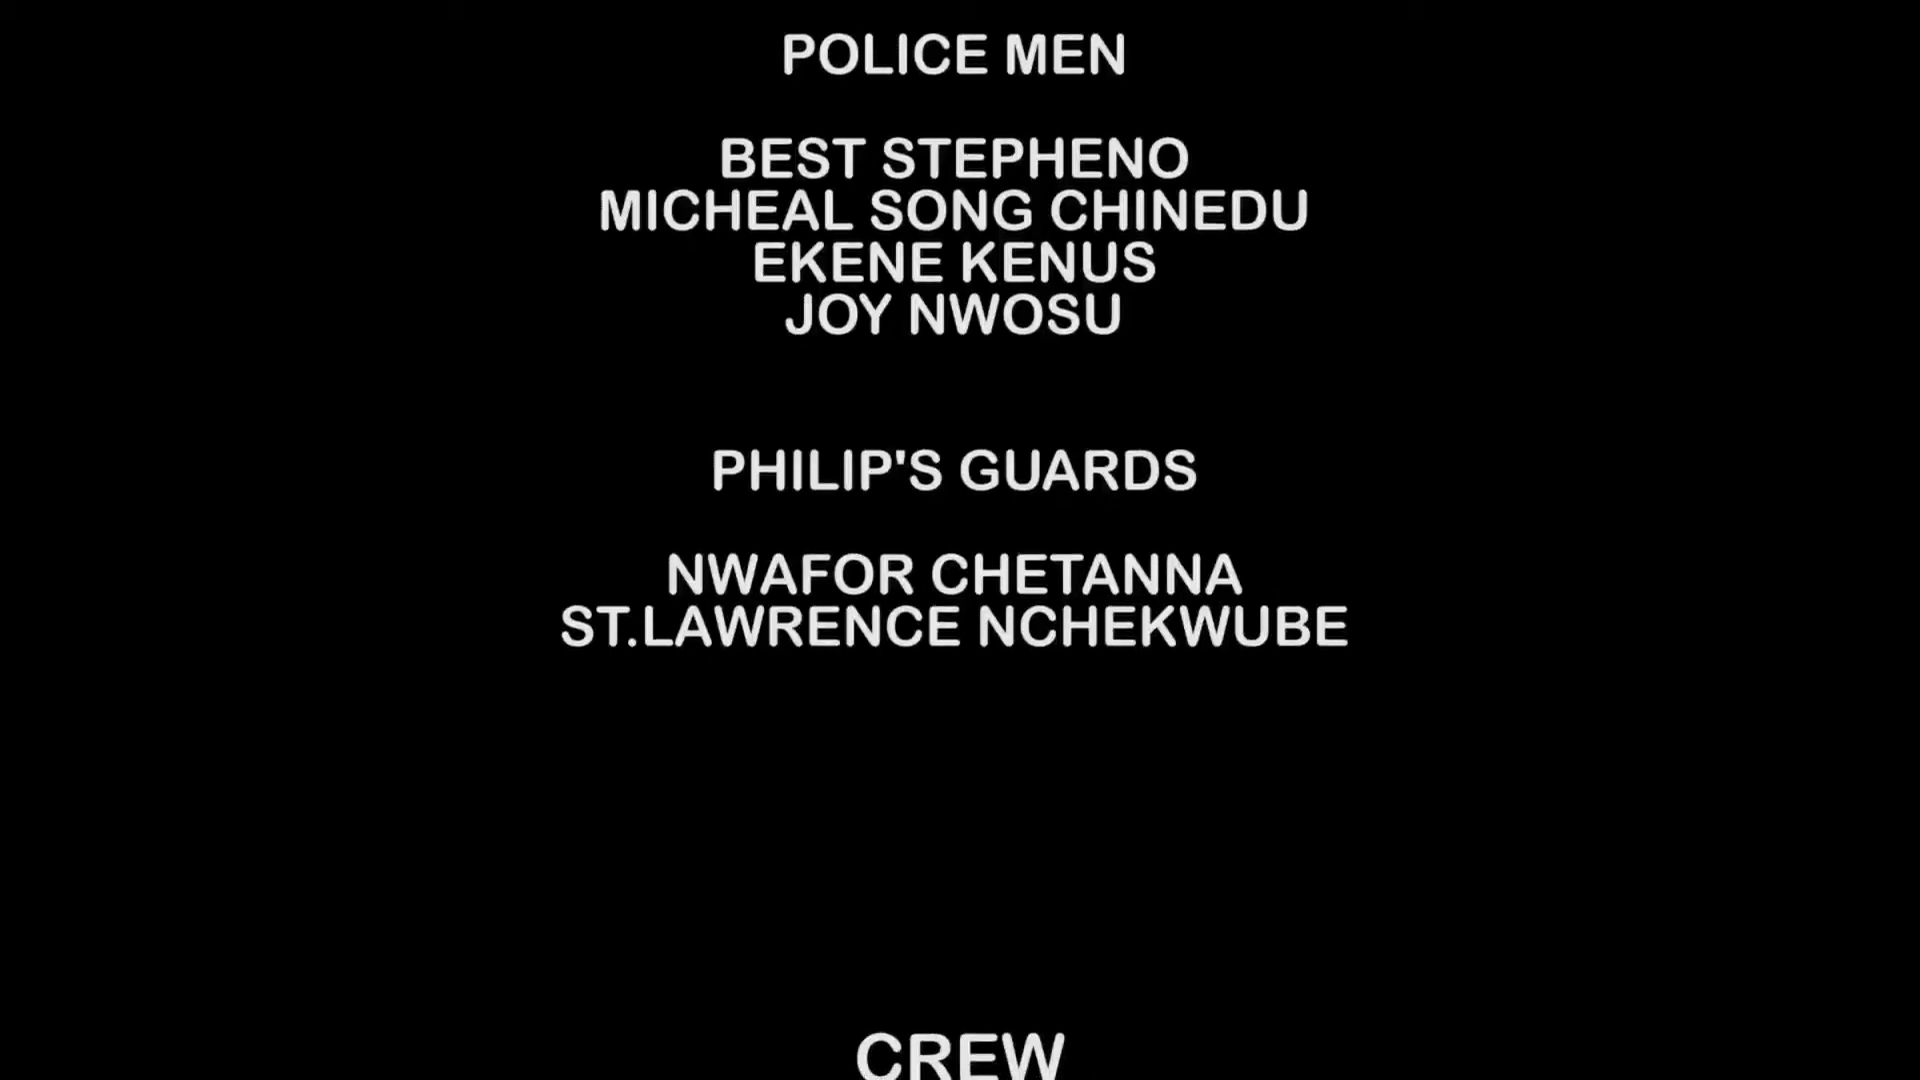 POLICE MEN
BEST STEPHENO
MICHEAL SONG CHINEDU
EKENE KENUS
JOY NWOSU
PHILIP'S GUARDS
NWAFOR CHETANNA
ST.LAWRENCE NCHEKWUBE
CREW